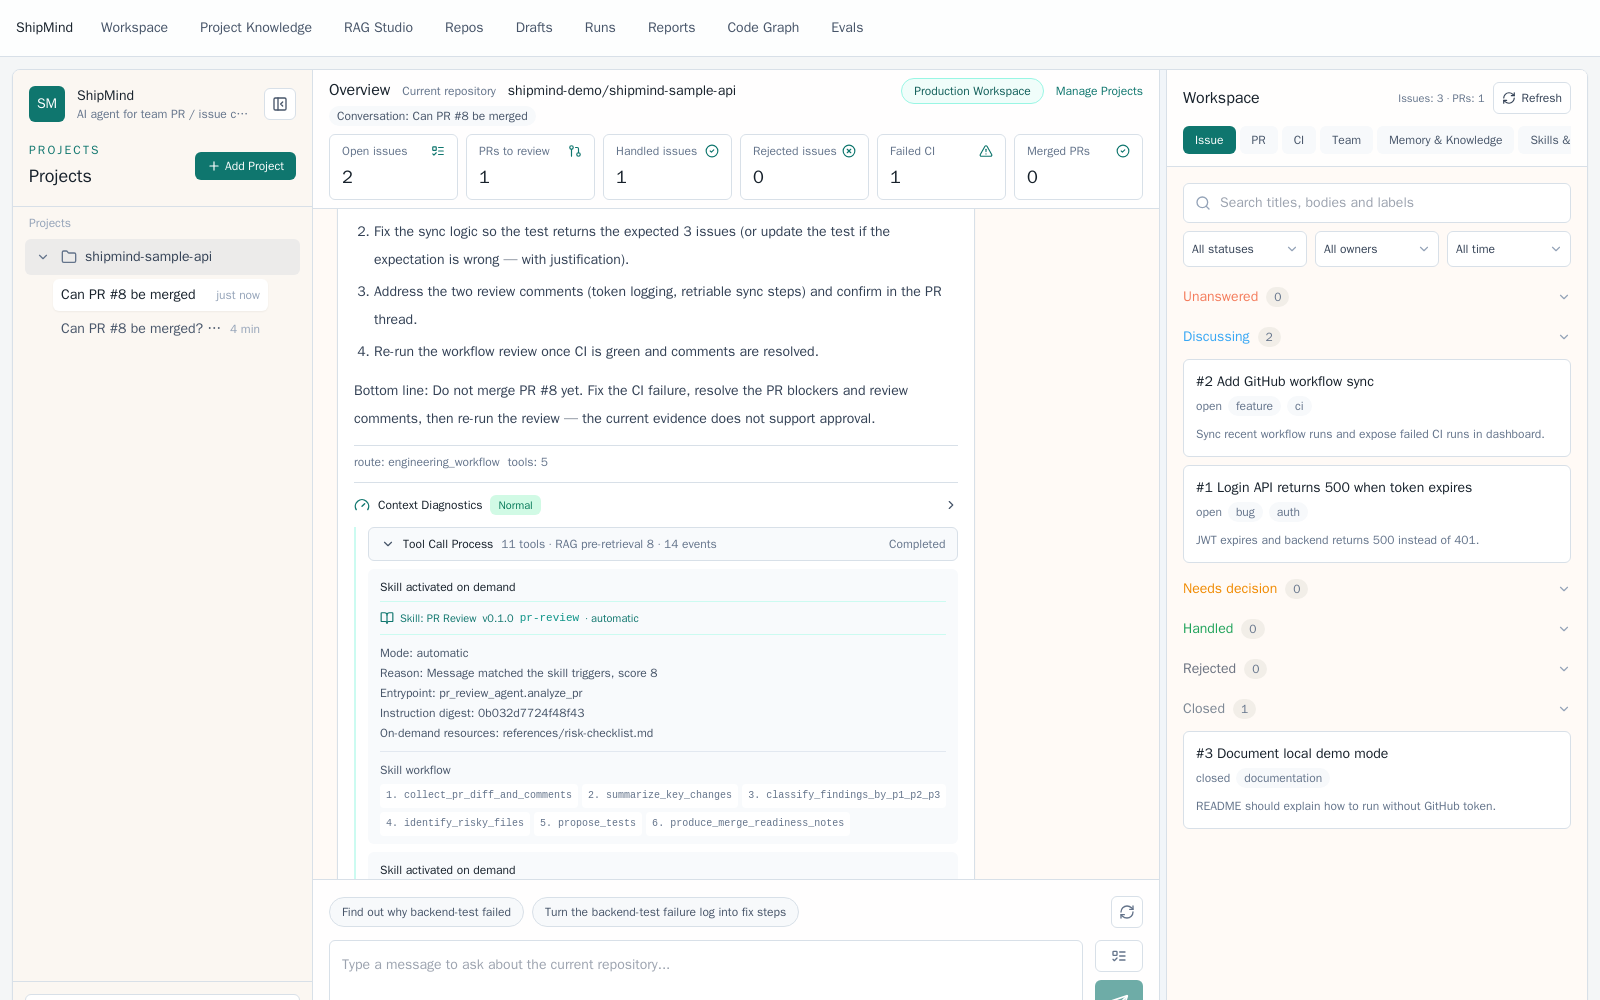 ShipMind Workspace Project Knowledge RAG Studio Repos Drafts Runs Reports Code Graph Evals
SM
ShipMind
AI agent for team PR / issue c···
PROJECTS
Projects
Add Project
Projects
shipmind-sample-api
Can PR #8 be merged just now
Can PR #8 be merged? ··· 4 min
Overview Current repository shipmind-demo/shipmind-sample-api
Production Workspace Manage Projects
Conversation: Can PR #8 be merged
Open issues
2
PRs to review
1
Handled issues
1
Rejected issues
0
Failed CI
1
Merged PRs
0
2. Fix the sync logic so the test returns the expected 3 issues (or update the test if the
expectation is wrong — with justification).
3. Address the two review comments (token logging, retriable sync steps) and confirm in the PR
thread.
4. Re-run the workflow review once CI is green and comments are resolved.
Bottom line: Do not merge PR #8 yet. Fix the CI failure, resolve the PR blockers and review
comments, then re-run the review — the current evidence does not support approval.
route: engineering_workflow tools: 5
Context Diagnostics Normal
Tool Call Process 11 tools · RAG pre-retrieval 8 · 14 events Completed
Skill activated on demand
Skill: PR Review v0.1.0 pr-review · automatic
Mode: automatic
Reason: Message matched the skill triggers, score 8
Entrypoint: pr_review_agent.analyze_pr
Instruction digest: 0b032d7724f48f43
On-demand resources: references/risk-checklist.md
Skill workflow
1. collect_pr_diff_and_comments 2. summarize_key_changes 3. classify_findings_by_p1_p2_p3
4. identify_risky_files 5. propose_tests 6. produce_merge_readiness_notes
Skill activated on demand
Find out why backend-test failed Turn the backend-test failure log into fix steps
Type a message to ask about the current repository...
Workspace Issues: 3 · PRs: 1 Refresh
Issue PR CI Team Memory & Knowledge Skills &
Search titles, bodies and labels
All statuses All owners All time
Unanswered 0
Discussing 2
#2 Add GitHub workflow sync
open feature ci
Sync recent workflow runs and expose failed CI runs in dashboard.
#1 Login API returns 500 when token expires
open bug auth
JWT expires and backend returns 500 instead of 401.
Needs decision 0
Handled 0
Rejected 0
Closed 1
#3 Document local demo mode
closed documentation
README should explain how to run without GitHub token.